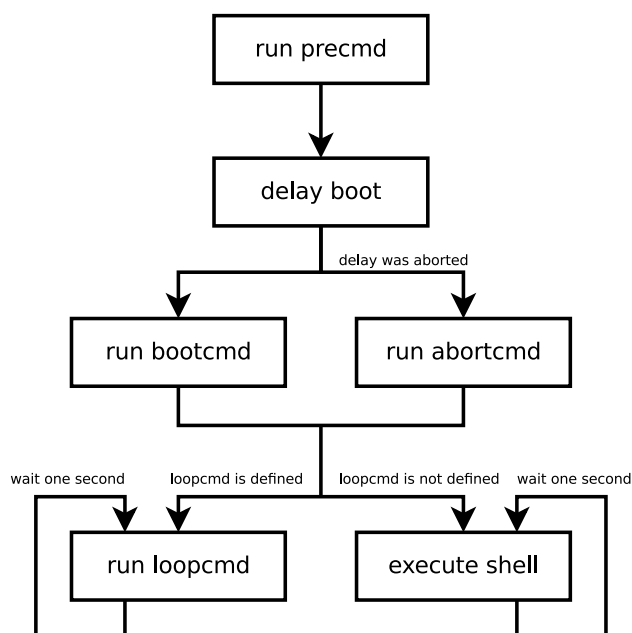 run precmd
delay boot
delay was aborted
run bootcmd
run abortcmd
wait one second
loopcmd is defined
loopcmd is not defined
wait one second
run loopcmd
execute shell